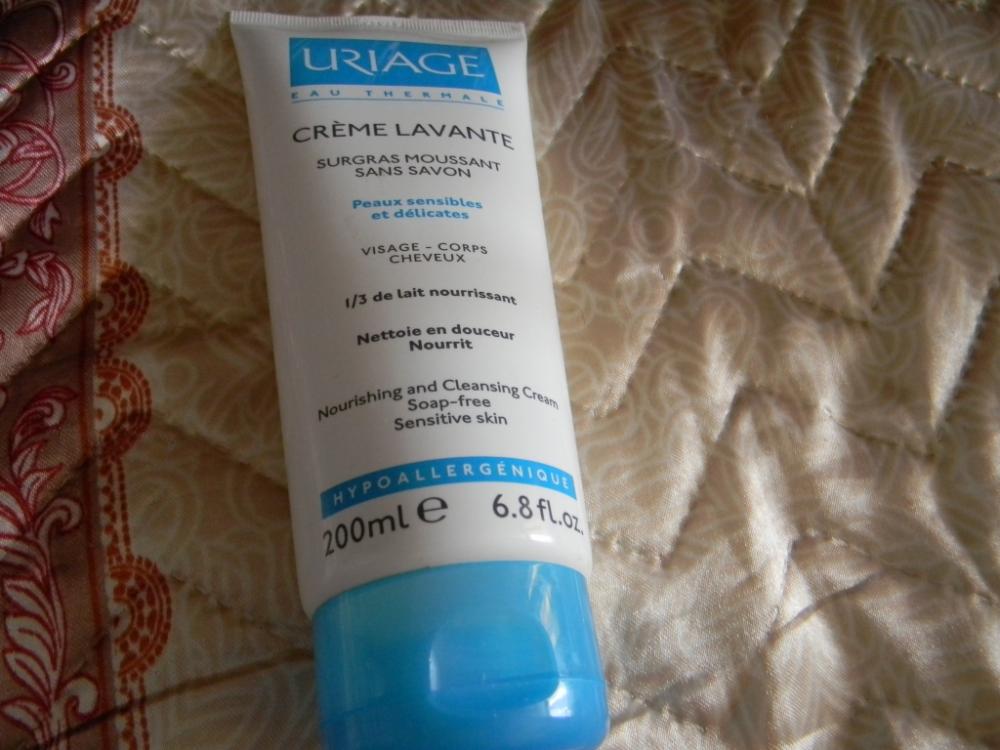 URIAGE
EAU THERMALE
CRÈME LAVANTE
SURGRAS MOUSSANT
SANS SAVON
Peaux sensibles
et délicates
VISAGE – CORPS
CHEVEUX
1/3 de lait nourrissant
Nettoie en douceur
Nourrit
Nourishing and Cleansing Cream
Soap-free
Sensitive skin
HYPOALLERGÉNIQUE
200ml e 6.8 fl.oz.